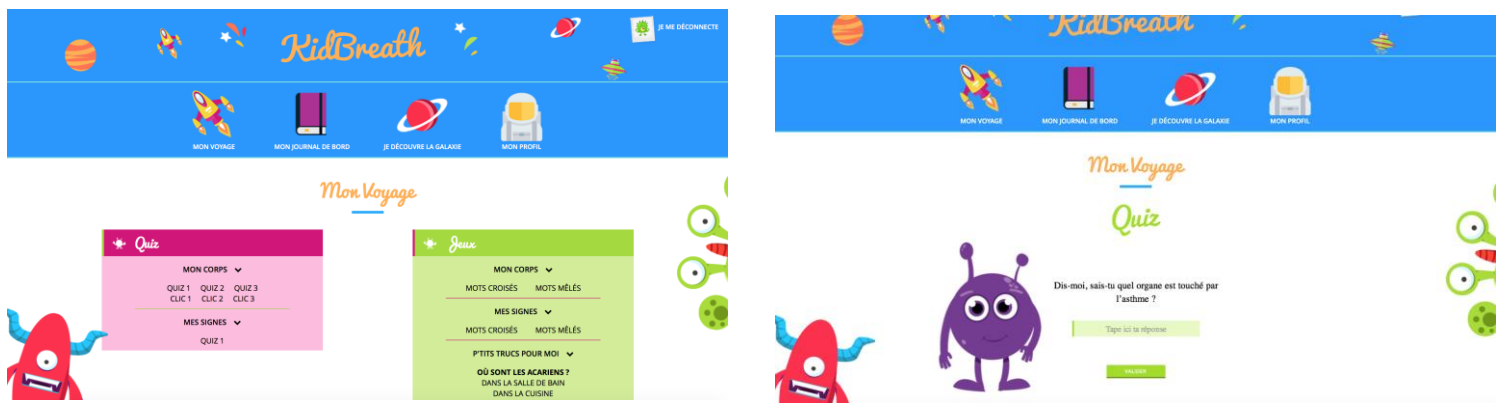 KidBreath
JE ME DÉCONNECTE
MON VOYAGE
MON JOURNAL DE BORD
JE DÉCOUVRE LA GALAXIE
MON PROFIL
Mon Voyage
Quiz
MON CORPS
QUIZ 1 QUIZ 2 QUIZ 3
CLIC 1 CLIC 2 CLIC 3
MES SIGNES
QUIZ 1
Jeux
MON CORPS
MOTS CROISÉS MOTS MÊLÉS
MES SIGNES
MOTS CROISÉS MOTS MÊLÉS
P'TITS TRUCS POUR MOI
OÙ SONT LES ACARIENS ?
DANS LA SALLE DE BAIN
DANS LA CUISINE
KidBreath
MON VOYAGE
MON JOURNAL DE BORD
JE DÉCOUVRE LA GALAXIE
MON PROFIL
Mon Voyage
Quiz
Dis-moi, sais-tu quel organe est touché par
l'asthme ?
Tape ici ta réponse
VALIDER